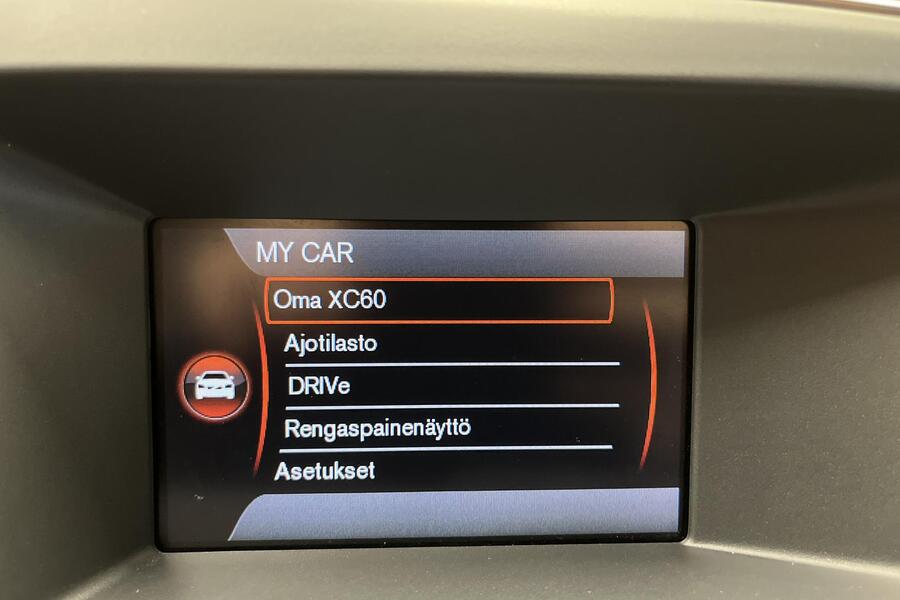 MY CAR
Oma XC60
Ajotilasto
DRIVe
Rengaspainenäyttö
Asetukset